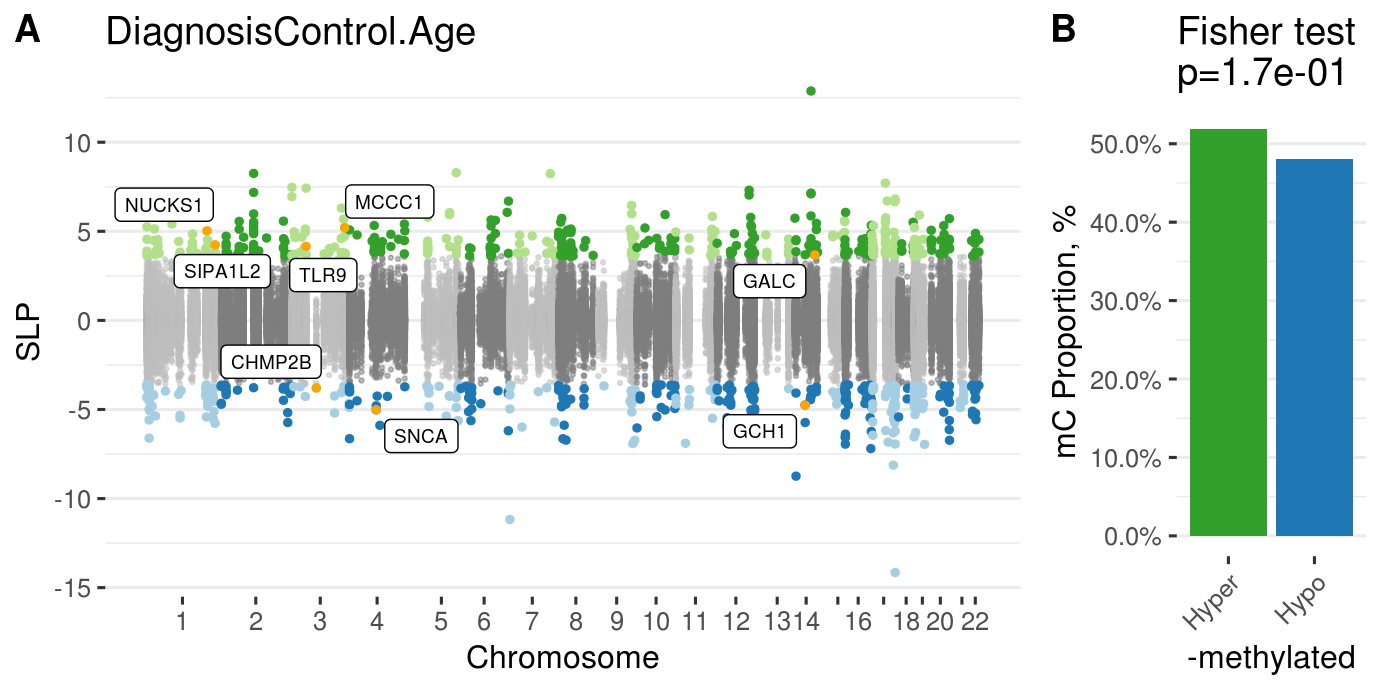 A
DiagnosisControl.Age
SLP
10
5
0
-5
-10
-15
NUCKS1
MCCC1
SIPA1L2
TLR9
GALC
CHMP2B
SNCA
GCH1
1 2 3 4 5 6 7 8 9 10 11 12 13 14 16 18 20 22
Chromosome
B
Fisher test
p=1.7e-01
mC Proportion, %
50.0%
40.0%
30.0%
20.0%
10.0%
0.0%
Hyper
Hypo
-methylated